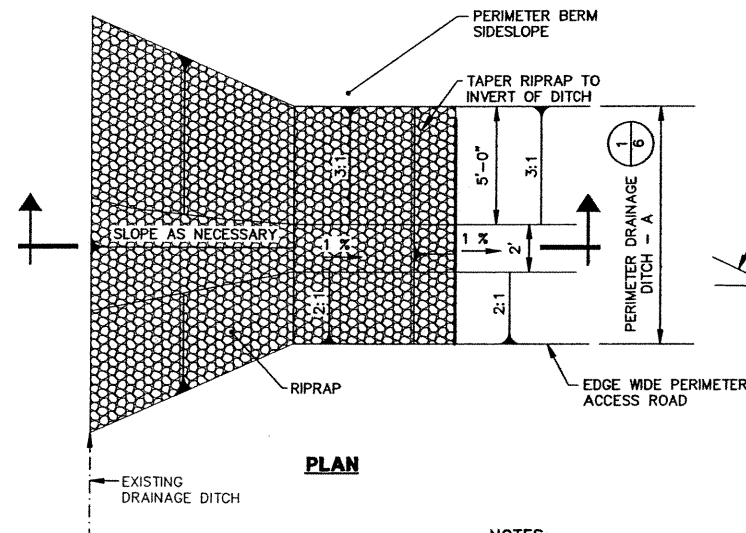 PERIMETER BERM
SIDESLOPE
TAPER RIPRAP TO
INVERT OF DITCH
3:1
5'-0"
3:1
1
6
PERIMETER DRAINAGE
DITCH - A
SLOPE AS NECESSARY
1 %
1 %
2'
2:1
2:1
RIPRAP
EDGE WIDE PERIMETER
ACCESS ROAD
PLAN
EXISTING
DRAINAGE DITCH
NOTES: